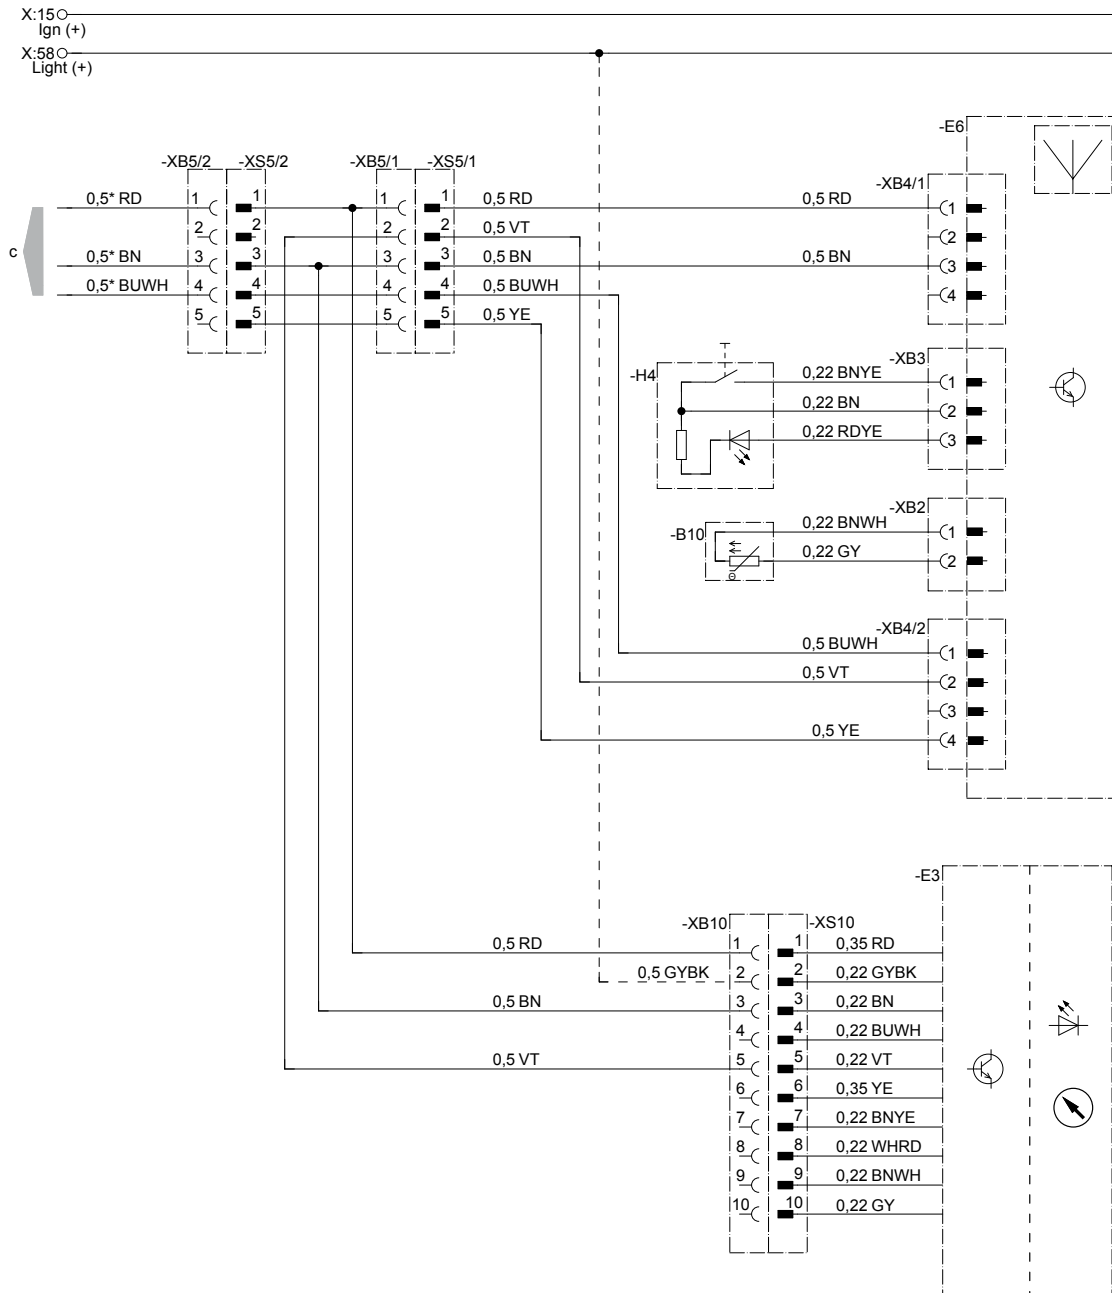 X:15
Ign (+)
X:58
Light (+)
-E6
-XB5/2 -XS5/2 -XB5/1 -XS5/1
-XB4/1
0,5* RD 1 1 1 1 0,5 RD 0,5 RD 1
2 2 2 2 0,5 VT 2
c
0,5* BN 3 3 3 3 0,5 BN 0,5 BN 3
0,5* BUWH 4 4 4 4 0,5 BUWH 4
5 5 5 5 0,5 YE
-XB3
-H4
0,22 BNYE 1
0,22 BN 2
0,22 RDYE 3
-XB2
-B10
0,22 BNWH 1
0,22 GY 2
Θ
-XB4/2
0,5 BUWH 1
0,5 VT 2
3
0,5 YE 4
-E3
-XB10 -XS10
0,5 RD 1 1 0,35 RD
0,5 GYBK 2 2 0,22 GYBK
0,5 BN 3 3 0,22 BN
4 4 0,22 BUWH
0,5 VT 5 5 0,22 VT
6 6 0,35 YE
7 7 0,22 BNYE
8 8 0,22 WHRD
9 9 0,22 BNWH
10 10 0,22 GY